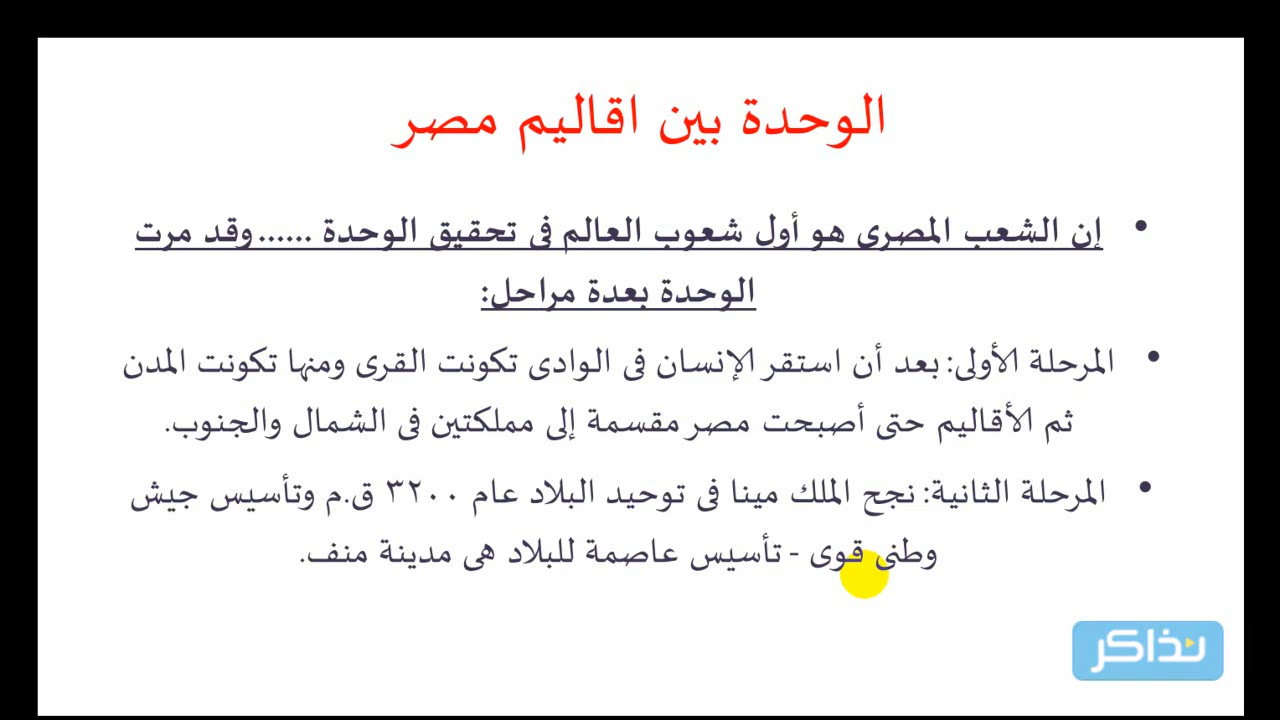 الوحدة بين اقاليم مصر
• إن الشعب المصرى هو أول شعوب العالم فى تحقيق الوحدة ......وقد مرت
الوحدة بعدة مراحل:
• المرحلة الأولى: بعد أن استقر الإنسان فى الوادى تكونت القرى ومنها تكونت المدن
ثم الأقاليم حتى أصبحت مصر مقسمة إلى مملكتين فى الشمال والجنوب.
• المرحلة الثانية: نجح الملك مينا فى توحيد البلاد عام ٣٢٠٠ ق.م وتأسيس جيش
وطنى قوى - تأسيس عاصمة للبلاد هى مدينة منف.
نذاكر